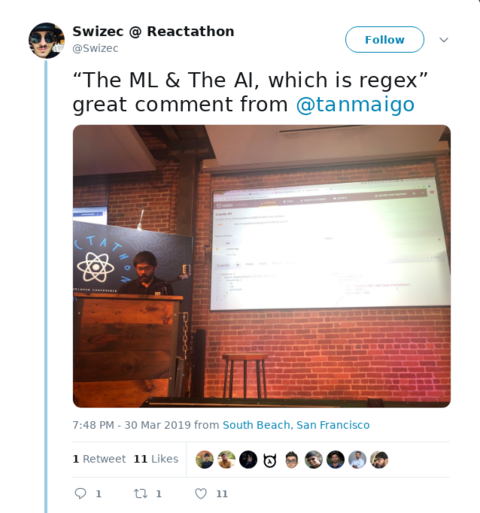 Swizec @ Reactathon
@Swizec
Follow
“The ML & The AI, which is regex”
great comment from @tanmaigo
CTATHON
7:48 PM - 30 Mar 2019 from South Beach, San Francisco
1 Retweet 11 Likes
1 1 11